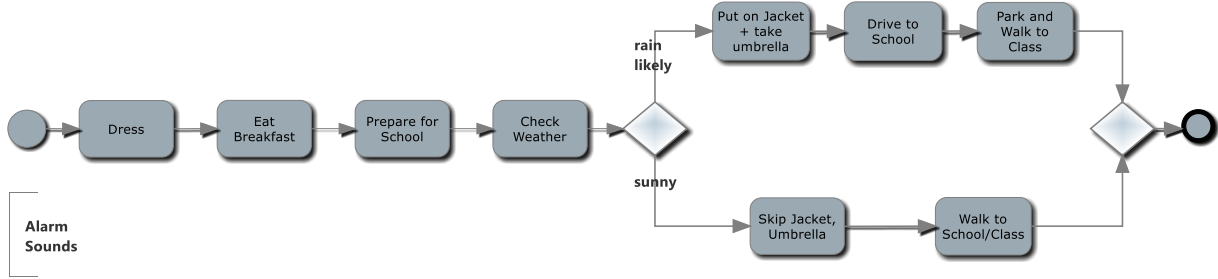 Dress
Eat
Breakfast
Prepare for
School
Check
Weather
rain
likely
Put on Jacket
+ take
umbrella
Drive to
School
Park and
Walk to
Class
sunny
Skip Jacket,
Umbrella
Walk to
School/Class
Alarm
Sounds